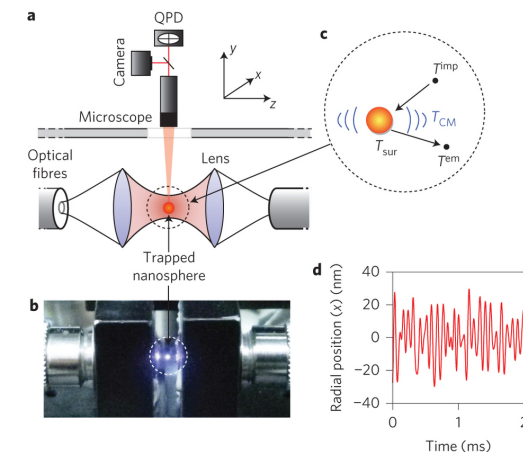 a
QPD
Camera
Microscope
y
x
z
Optical
fibres
Lens
Trapped
nanosphere
b
c
T^imp
T_CM
T_sur
T^em
d
Radial position (x) (nm)
40
20
0
−20
−40
0
1
2
Time (ms)